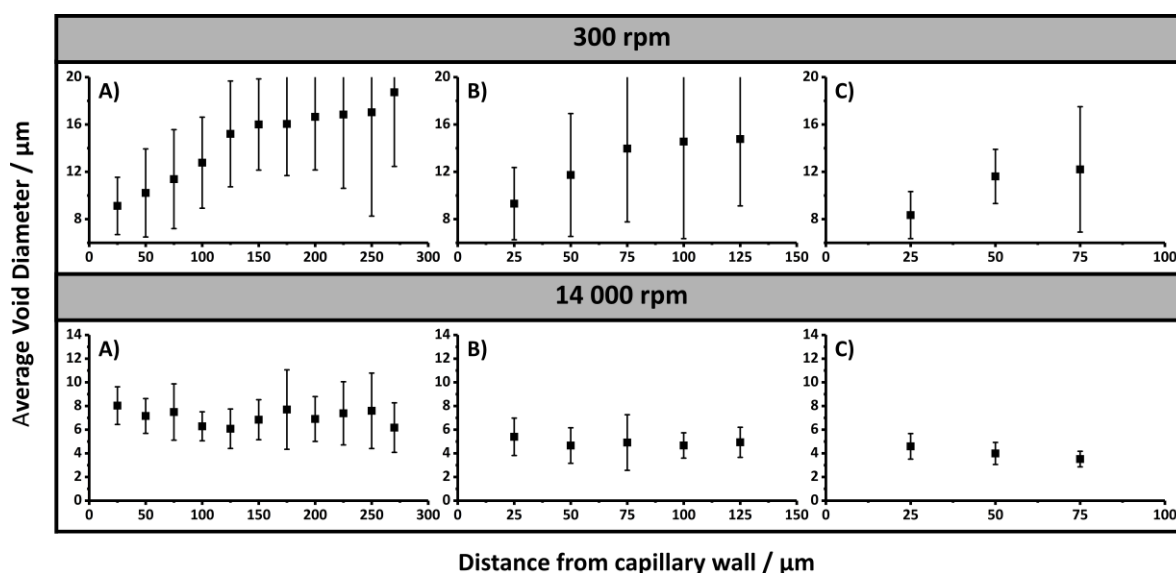 300 rpm
A)
B)
C)
20
16
12
8
0 50 100 150 200 250 300
20
16
12
8
0 25 50 75 100 125 150
20
16
12
8
0 25 50 75 100
14 000 rpm
A)
B)
C)
14
12
10
8
6
4
2
0
0 50 100 150 200 250 300
14
12
10
8
6
4
2
0
0 25 50 75 100 125 150
14
12
10
8
6
4
2
0
0 25 50 75 100
Average Void Diameter / μm
Distance from capillary wall / μm